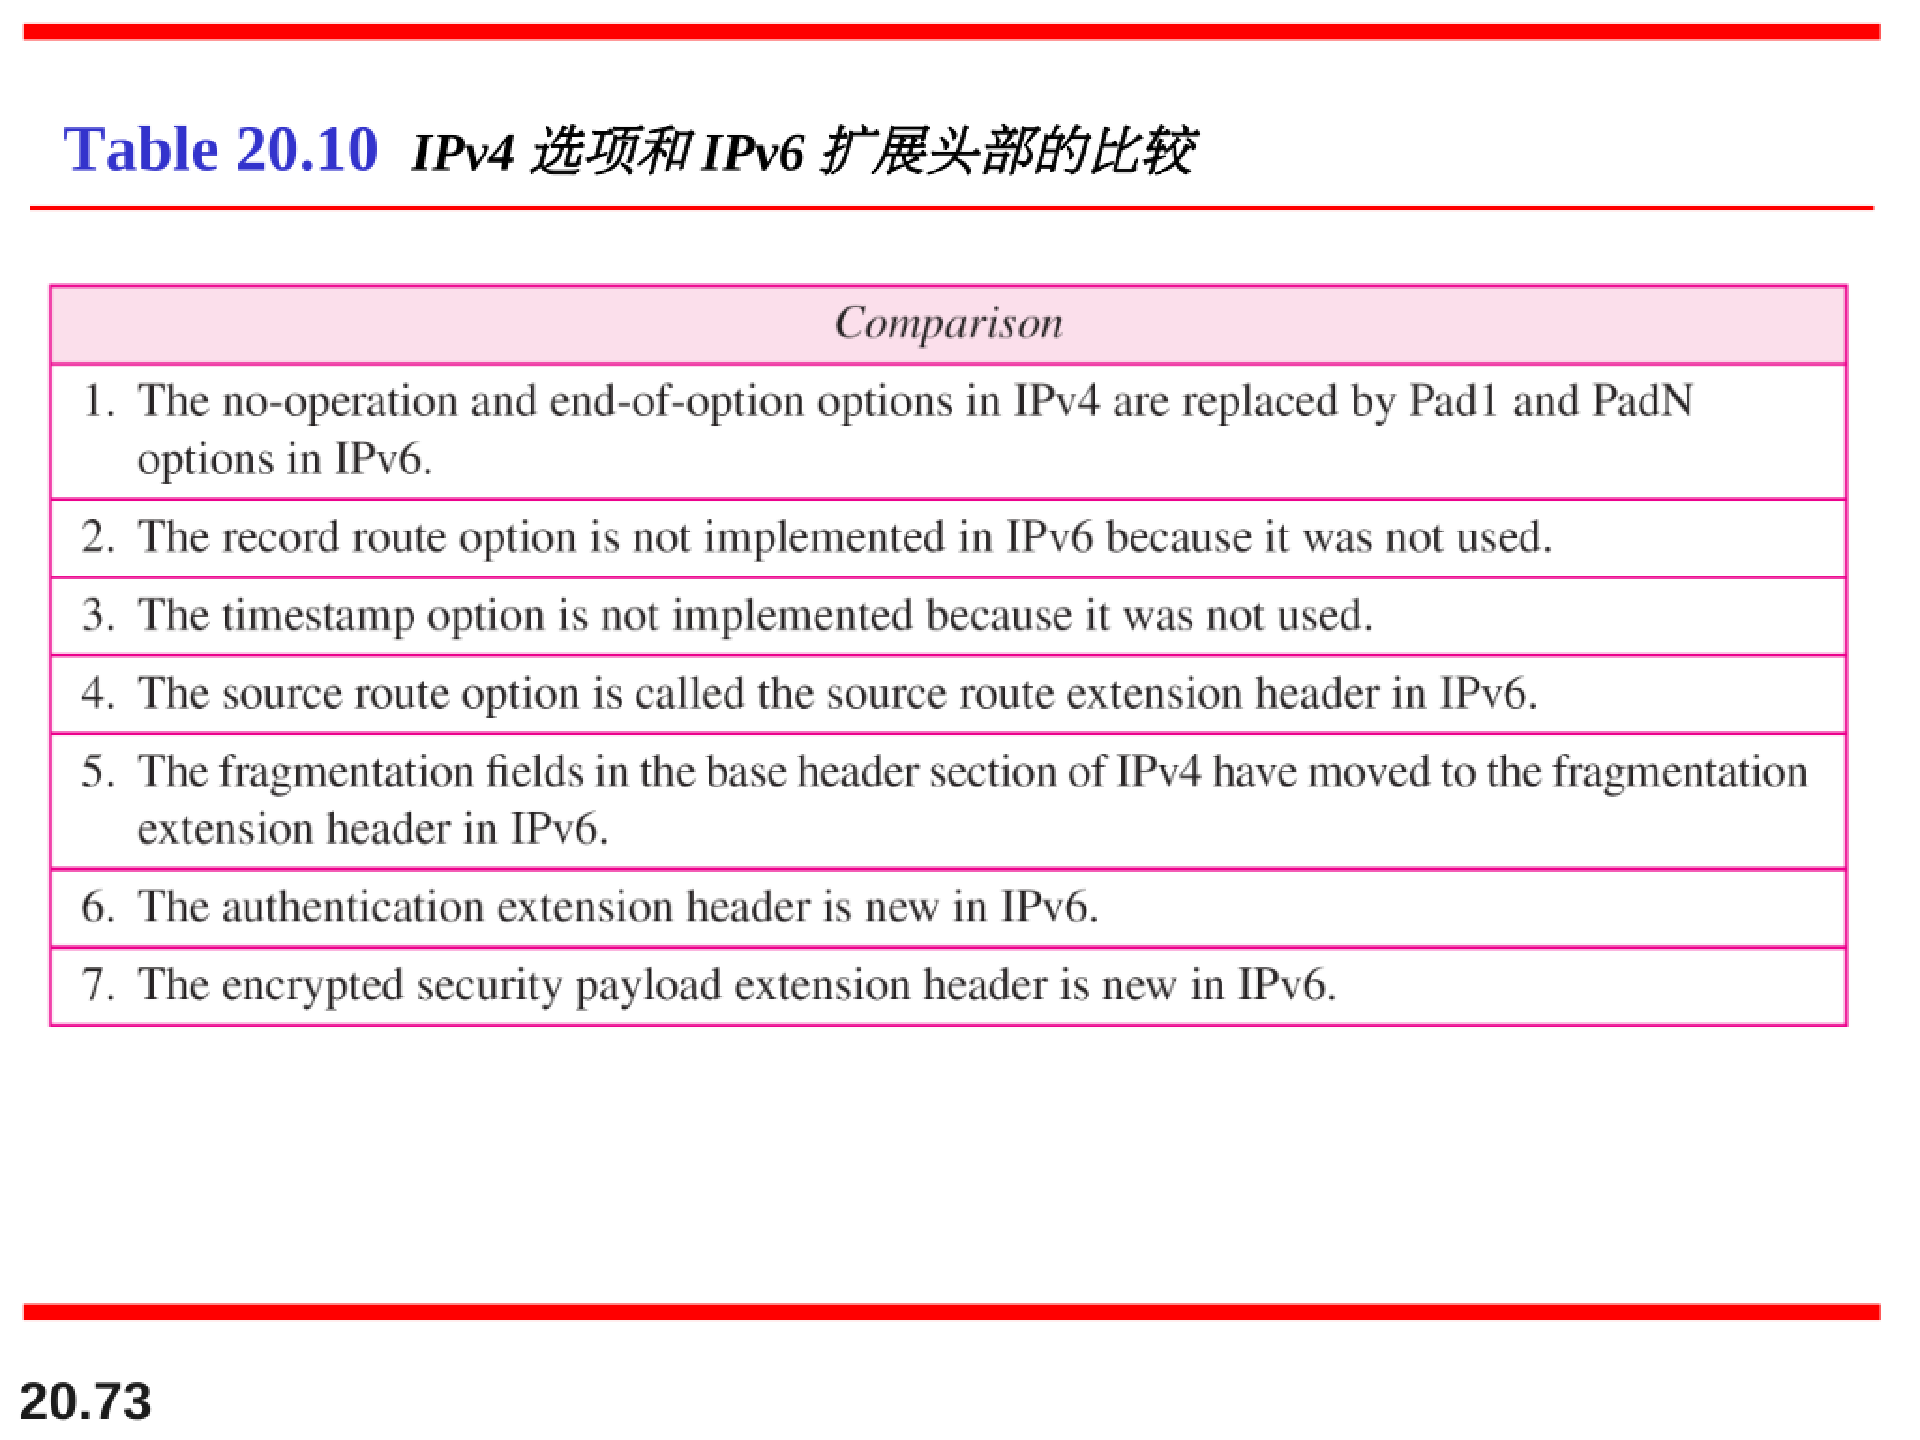 Table 20.10 IPv4 选项和 IPv6 扩展头部的比较
Comparison
1. The no-operation and end-of-option options in IPv4 are replaced by Pad1 and PadN
options in IPv6.
2. The record route option is not implemented in IPv6 because it was not used.
3. The timestamp option is not implemented because it was not used.
4. The source route option is called the source route extension header in IPv6.
5. The fragmentation fields in the base header section of IPv4 have moved to the fragmentation
extension header in IPv6.
6. The authentication extension header is new in IPv6.
7. The encrypted security payload extension header is new in IPv6.
20.73